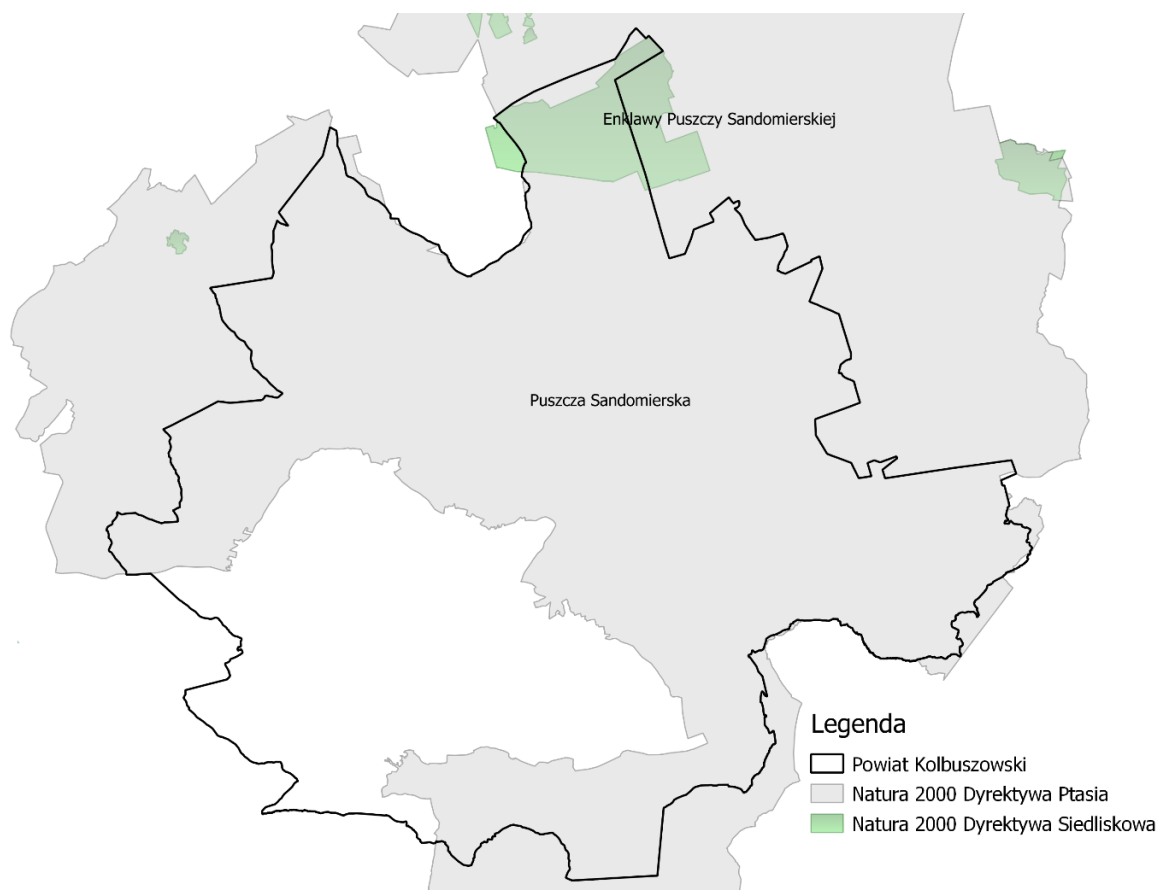 Enklawy Puszczy Sandomierskiej
Puszcza Sandomierska
Legenda
Powiat Kolbuszowski
Natura 2000 Dyrektywa Ptasia
Natura 2000 Dyrektywa Siedliskowa